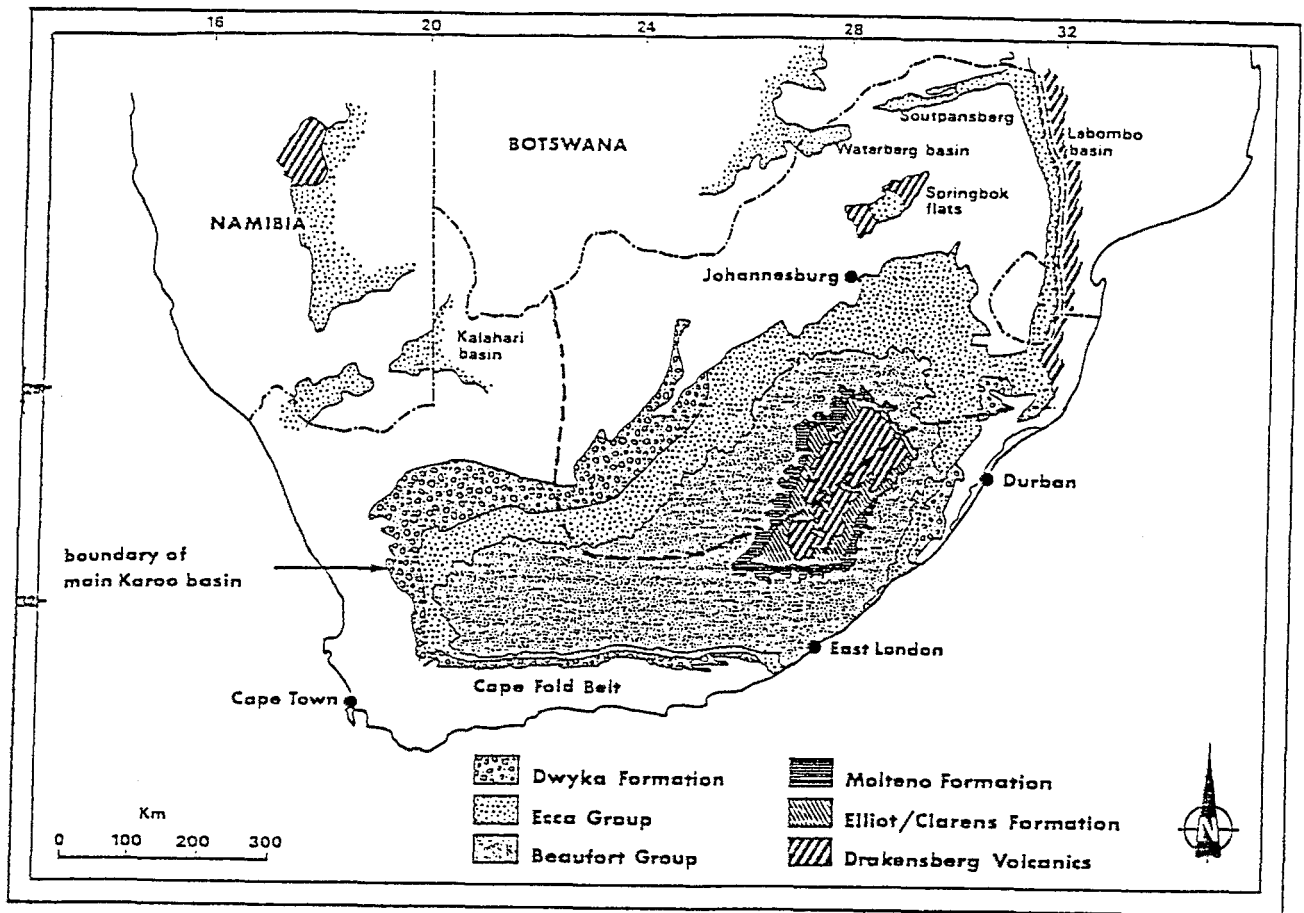 16 20 24 28 32
BOTSWANA
Soutpansberg
Waterberg basin
Lebombo
basin
Springbok
flats
NAMIBIA
Johannesburg
Kalahari
basin
Durban
boundary of
main Karoo basin
East London
Cape Fold Belt
Cape Town
Dwyka Formation
Ecca Group
Beaufort Group
Molteno Formation
Elliot/Clarens Formation
Drakensberg Volcanics
Km
0 100 200 300
N